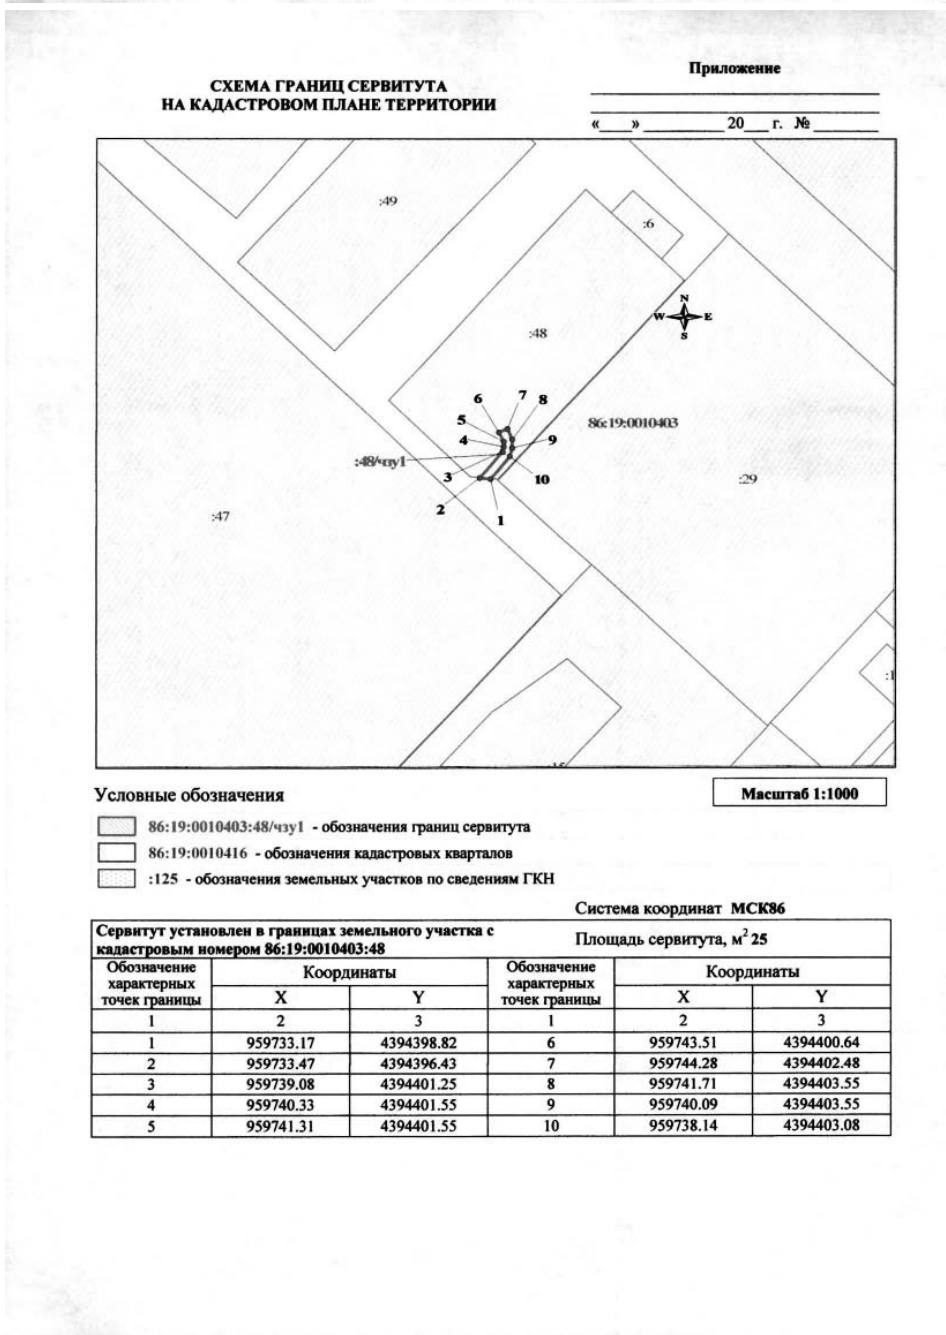 Приложение
СХЕМА ГРАНИЦ СЕРВИТУТА
НА КАДАСТРОВОМ ПЛАНЕ ТЕРРИТОРИИ
«____» ____________ 20___ г. № _________
:49
:6
N
W E
S
:48
6 7 8
5
4 9
86:19:0010403
:48/чзу1
3 10
:29
2
1
:47
:1
:15
Условные обозначения
Масштаб 1:1000
86:19:0010403:48/чзу1 - обозначения границ сервитута
86:19:0010416 - обозначения кадастровых кварталов
:125 - обозначения земельных участков по сведениям ГКН
Система координат МСК86
Сервитут установлен в границах земельного участка с
кадастровым номером 86:19:0010403:48
Площадь сервитута, м2 25
Обозначение характерных точек границы Координаты Обозначение характерных точек границы Координаты
X Y X Y
1 2 3 1 2 3
1 959733.17 4394398.82 6 959743.51 4394400.64
2 959733.47 4394396.43 7 959744.28 4394402.48
3 959739.08 4394401.25 8 959741.71 4394403.55
4 959740.33 4394401.55 9 959740.09 4394403.55
5 959741.31 4394401.55 10 959738.14 4394403.08